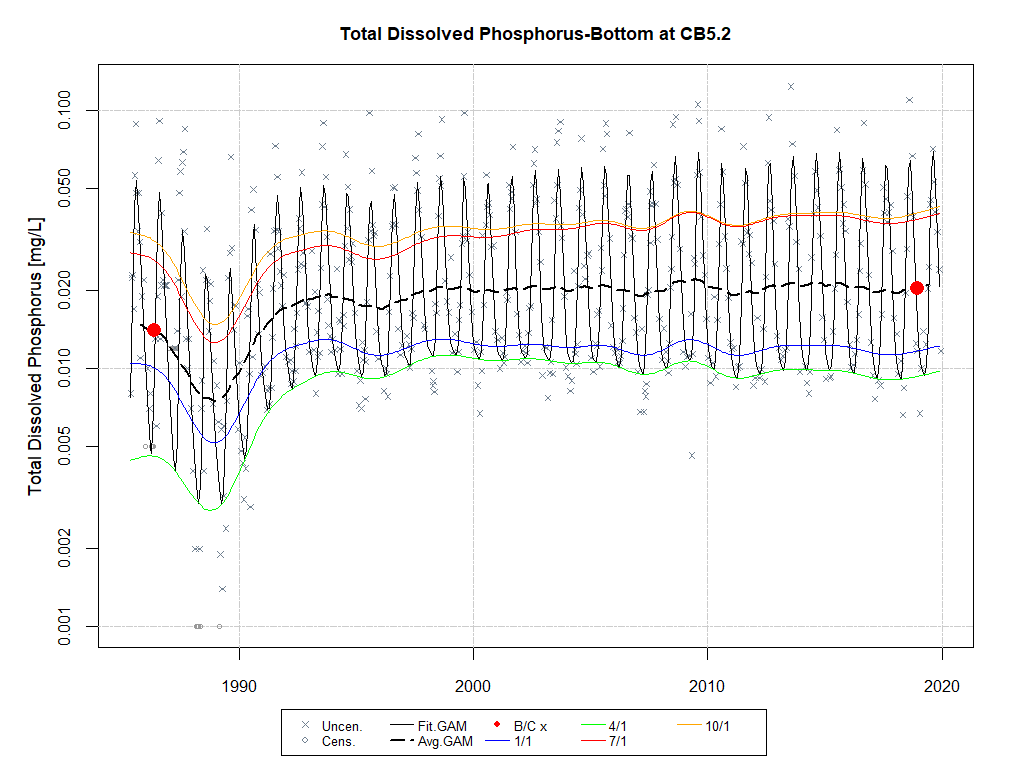 Total Dissolved Phosphorus-Bottom at CB5.2
Total Dissolved Phosphorus [mg/L]
0.100
0.050
0.020
0.010
0.005
0.002
0.001
1990 2000 2010 2020
Uncen. Fit.GAM B/C x 4/1 10/1
Cens. Avg.GAM 1/1 7/1